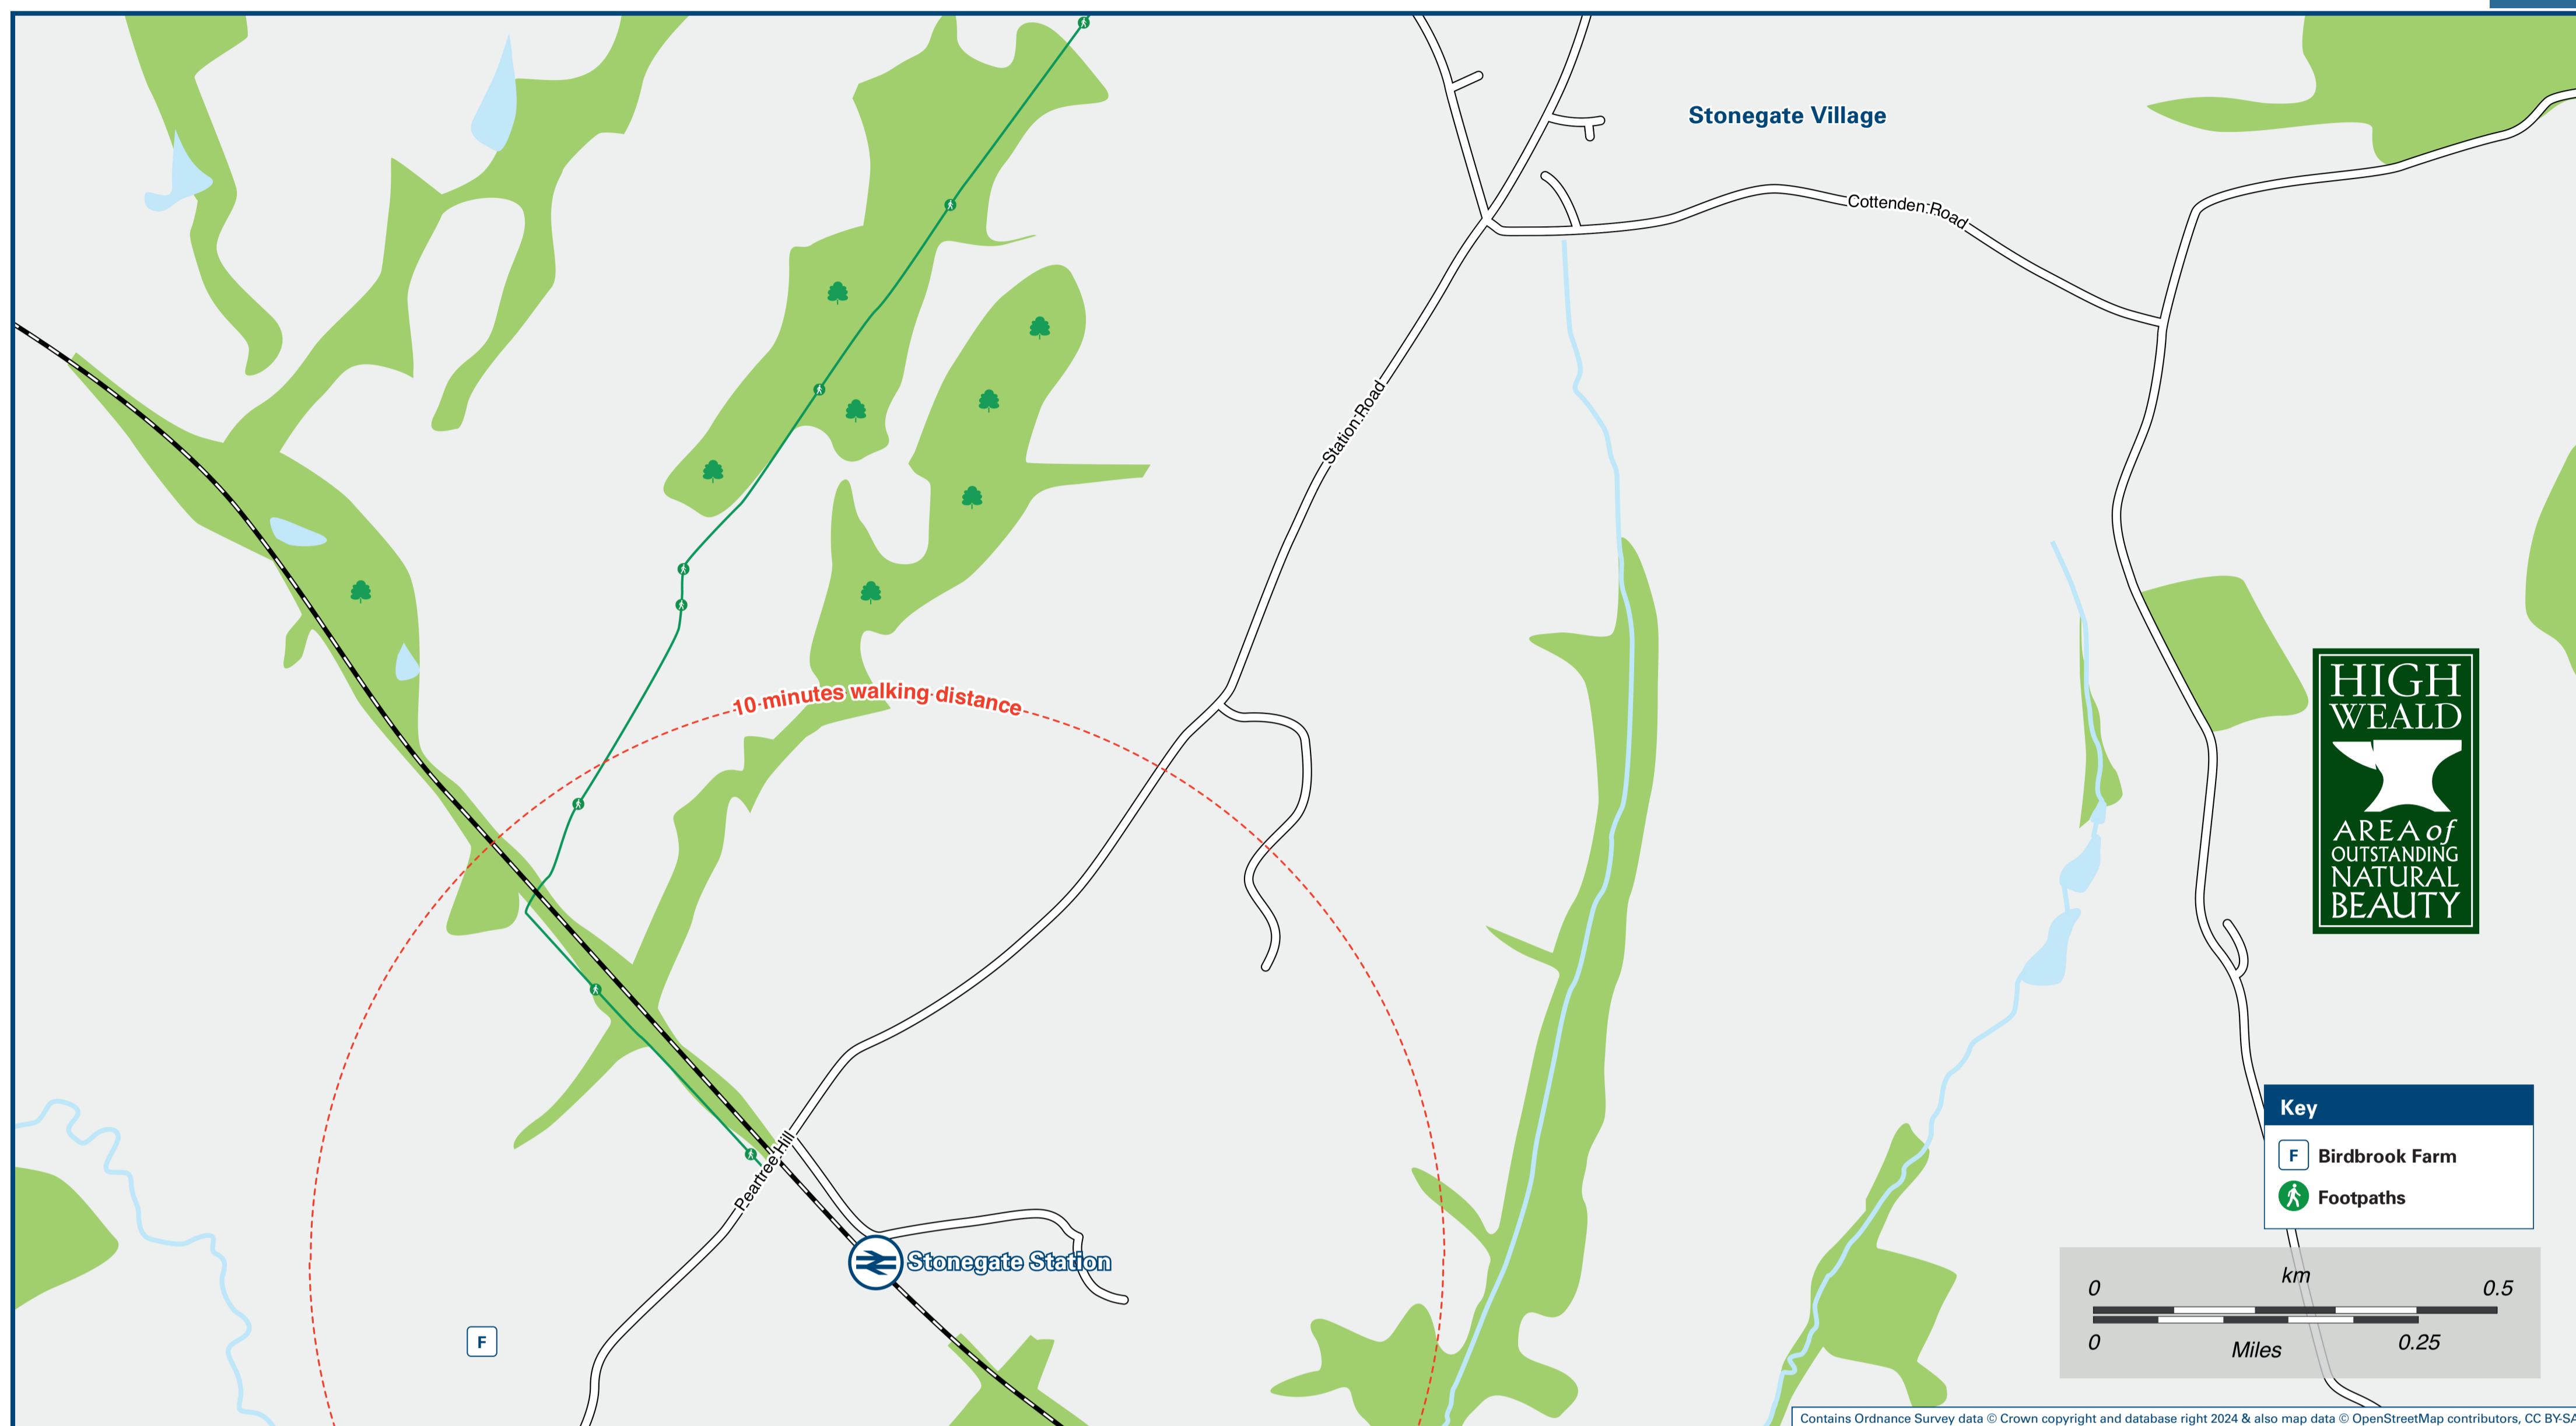 Stonegate Village
Cottenden Road
Station Road
10 minutes walking distance
HIGH
WEALD
AREA of
OUTSTANDING
NATURAL
BEAUTY
Peartree Hill
Stonegate Station
F
Key
F Birdbrook Farm
Footpaths
km
0 0.5
0 0.25
Miles
Contains Ordnance Survey data © Crown copyright and database right 2024 & also map data © OpenStreetMap contributors, CC BY-SA